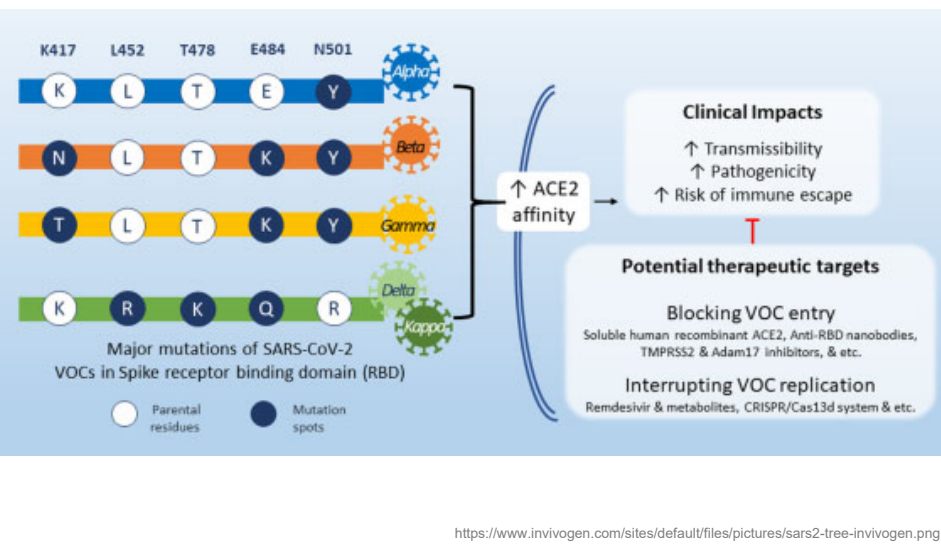 K417 L452 T478 E484 N501
K L T E Y Alpha
N L T K Y Beta
T L T K Y Gamma
K R K Q R Delta
Kappa
Major mutations of SARS-CoV-2
VOCs in Spike receptor binding domain (RBD)
Parental
residues
Mutation
spots
↑ ACE2
affinity
Clinical Impacts
↑ Transmissibility
↑ Pathogenicity
↑ Risk of immune escape
Potential therapeutic targets
Blocking VOC entry
Soluble human recombinant ACE2, Anti-RBD nanobodies,
TMPRSS2 & Adam17 inhibitors, & etc.
Interrupting VOC replication
Remdesivir & metabolites, CRISPR/Cas13d system & etc.
https://www.invivogen.com/sites/default/files/pictures/sars2-tree-invivogen.png